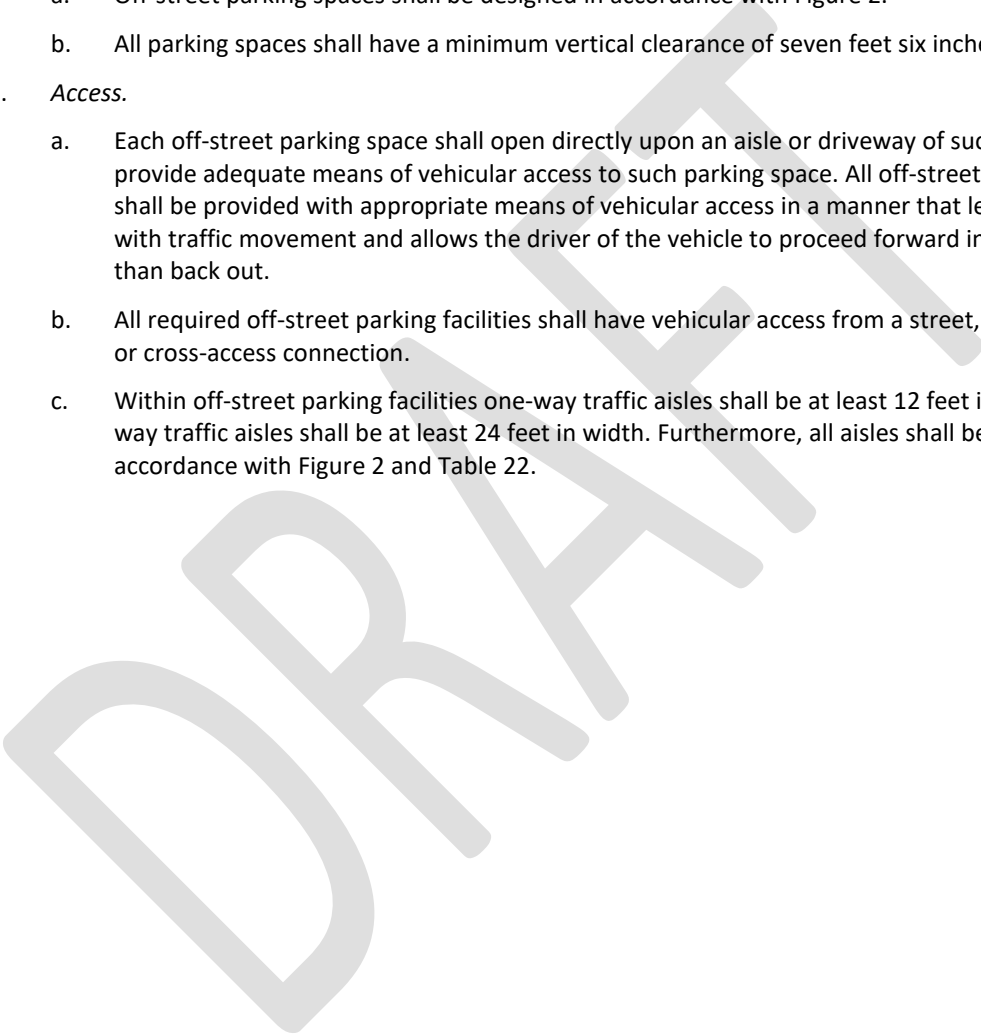 a. Off-street parking spaces shall be designed in accordance with Figure 2.
b. All parking spaces shall have a minimum vertical clearance of seven feet six
. Access.
a. Each off-street parking space shall open directly upon an aisle or driveway of
provide adequate means of vehicular access to such parking space. All off-street
shall be provided with appropriate means of vehicular access in a manner that
with traffic movement and allows the driver of the vehicle to proceed forward
than back out.
b. All required off-street parking facilities shall have vehicular access from a street,
or cross-access connection.
c. Within off-street parking facilities one-way traffic aisles shall be at least 12 feet
way traffic aisles shall be at least 24 feet in width. Furthermore, all aisles shall
accordance with Figure 2 and Table 22.
DRAFT